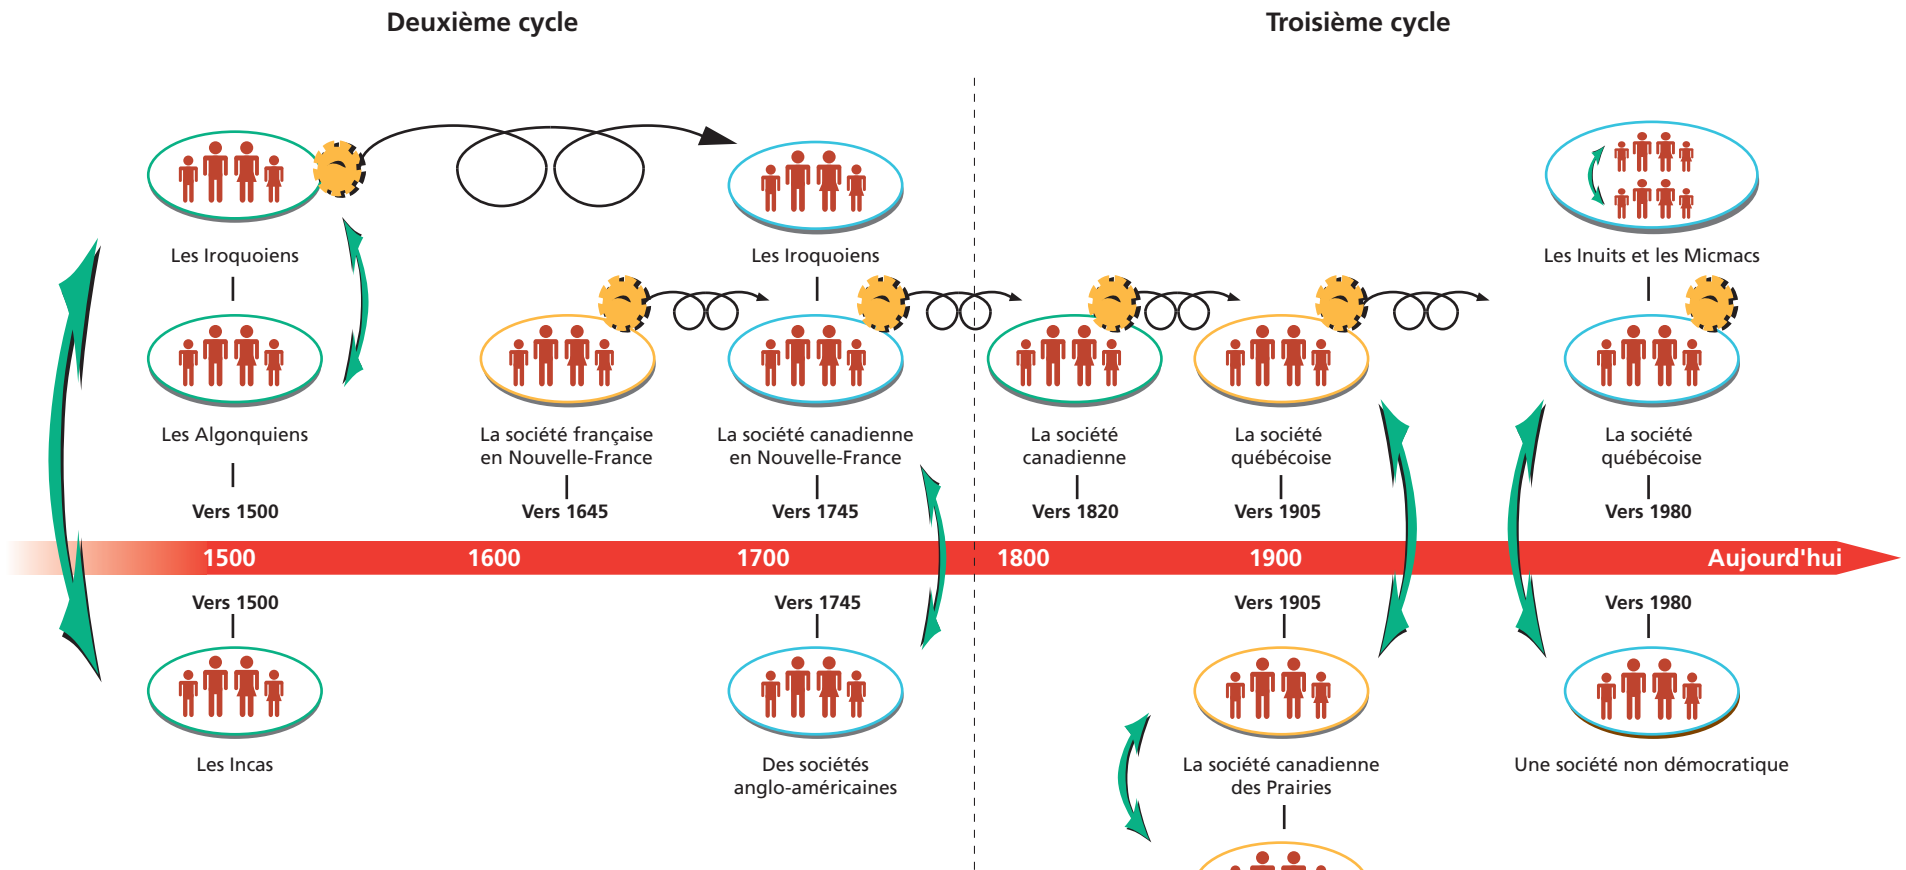 Deuxième cycle
Troisième cycle
Les Iroquoiens
Les Iroquoiens
Les Inuits et les Micmacs
Les Algonquiens
La société française
en Nouvelle-France
La société canadienne
en Nouvelle-France
La société
canadienne
La société
québécoise
La société
québécoise
Vers 1500
Vers 1645
Vers 1745
Vers 1820
Vers 1905
Vers 1980
1500
1600
1700
1800
1900
Aujourd'hui
Vers 1500
Vers 1745
Vers 1905
Vers 1980
Les Incas
Des sociétés
anglo-américaines
La société canadienne
des Prairies
Une société non démocratique